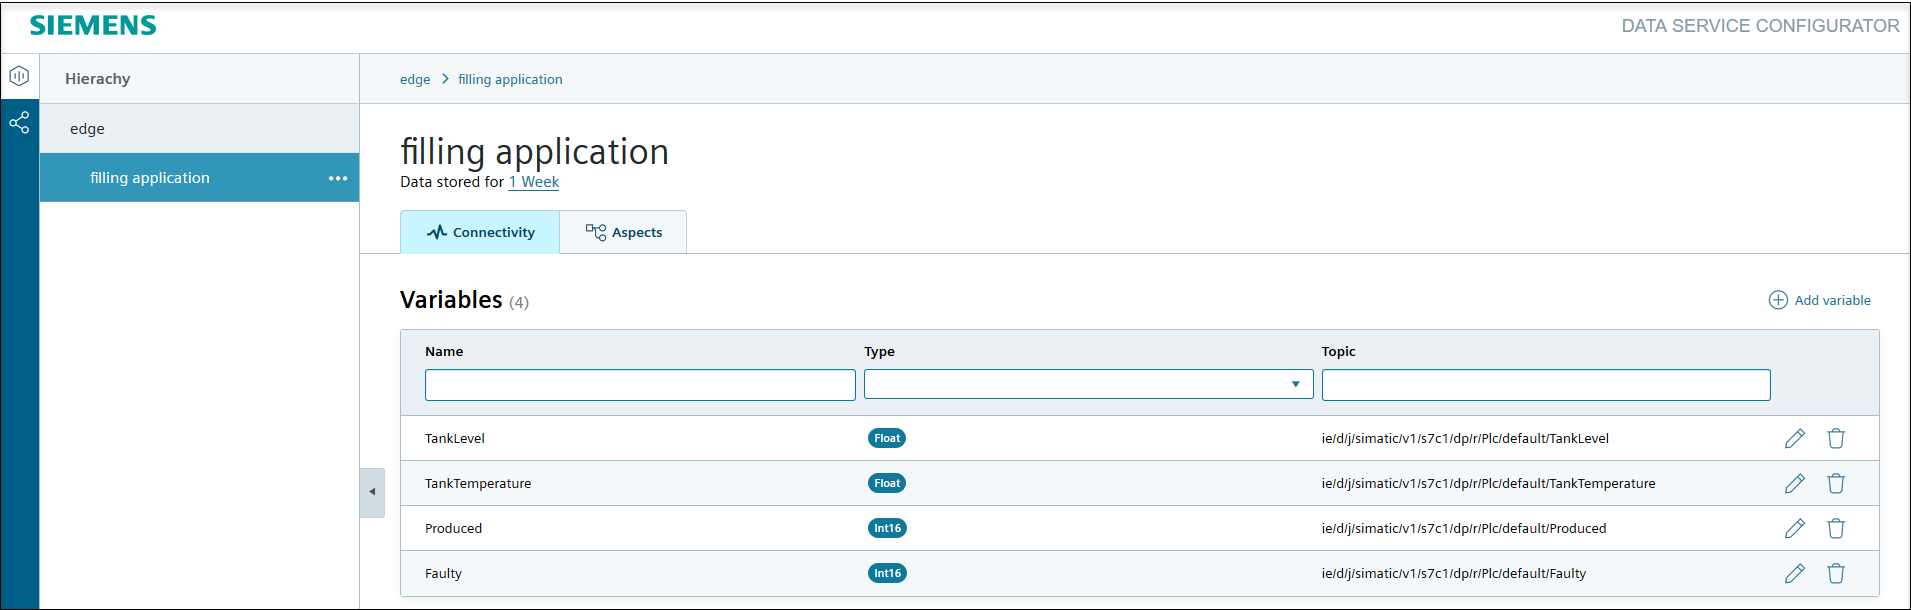 SIEMENS
DATA SERVICE CONFIGURATOR
Hierachy
edge > filling application
edge
filling application
filling application
Data stored for 1 Week
Connectivity
Aspects
Variables (4)
Add variable
Name Type Topic
TankLevel Float ie/d/j/simatic/v1/s7c1/dp/r/Plc/default/TankLevel
TankTemperature Float ie/d/j/simatic/v1/s7c1/dp/r/Plc/default/TankTemperature
Produced Int16 ie/d/j/simatic/v1/s7c1/dp/r/Plc/default/Produced
Faulty Int16 ie/d/j/simatic/v1/s7c1/dp/r/Plc/default/Faulty